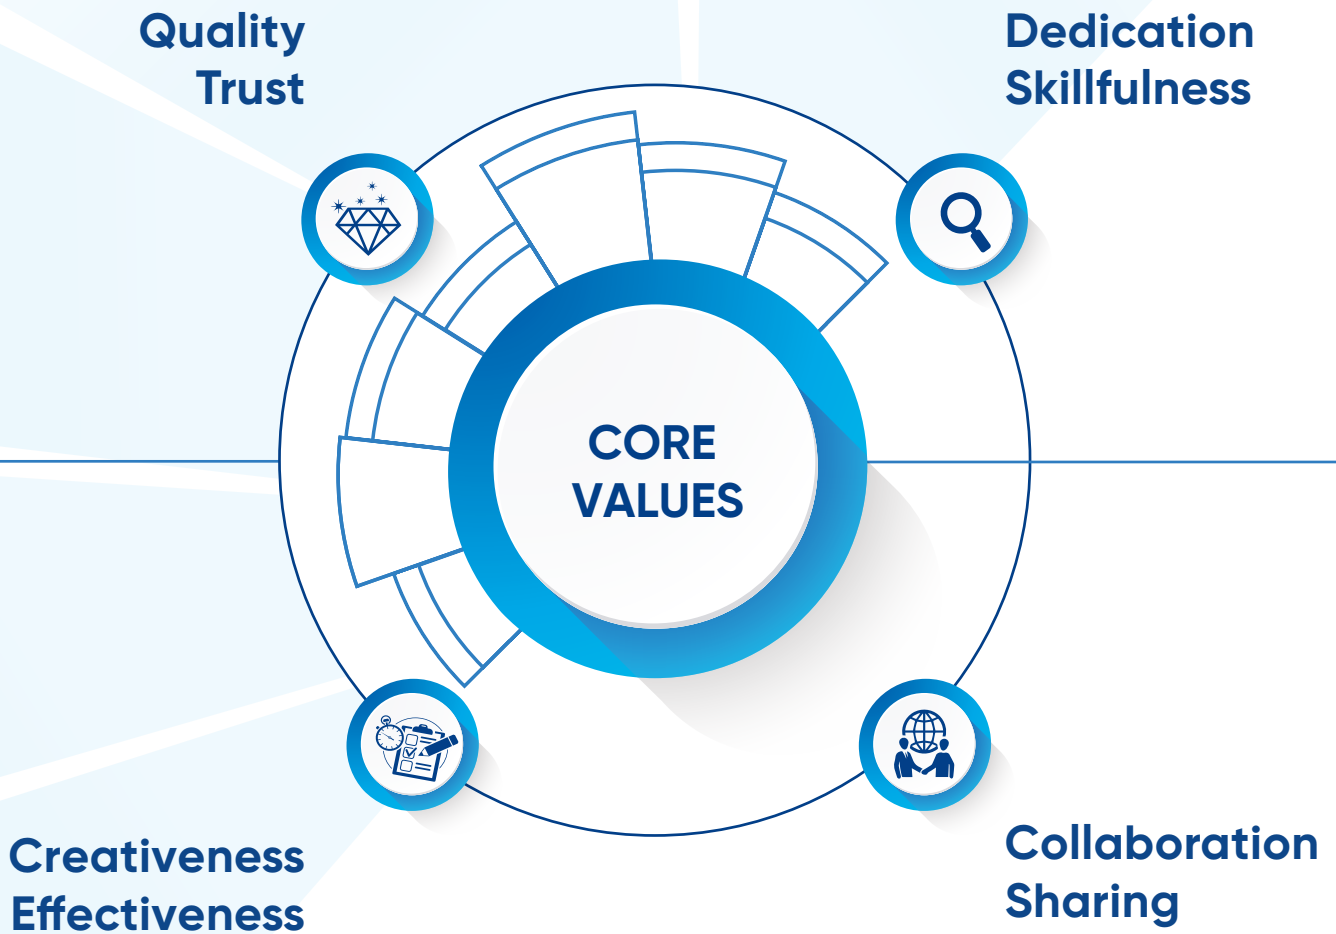 Quality
Trust
Dedication
Skillfulness
CORE
VALUES
Creativeness
Effectiveness
Collaboration
Sharing